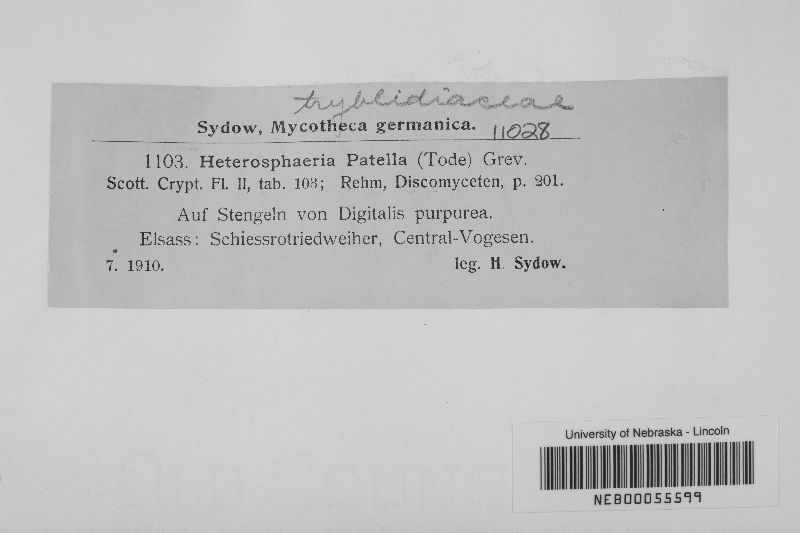 tryblidiaceae
Sydow, Mycotheca germanica. 11028
1103. Heterosphaeria Patella (Tode) Grev.
Scott. Crypt. Fl. II, tab. 103; Rehm, Discomyceten, p. 201.
Auf Stengeln von Digitalis purpurea.
Elsass: Schiessrotriedweiher, Central-Vogesen.
7. 1910. leg. H. Sydow.
University of Nebraska - Lincoln
NEB00055599